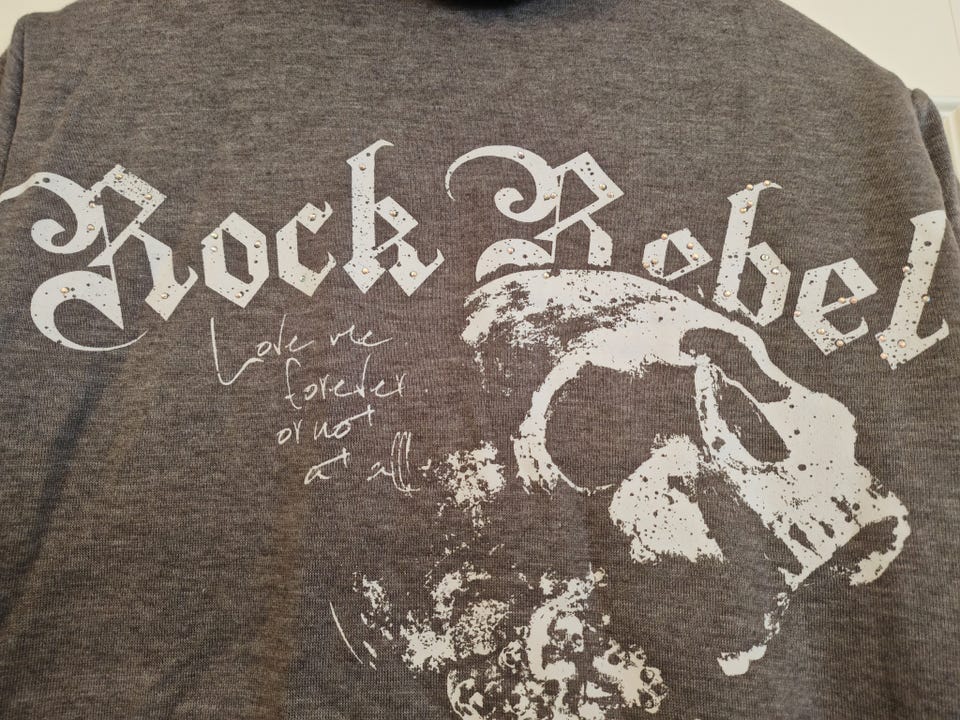 Rock Rebel
Love me
forever
or not
at all.